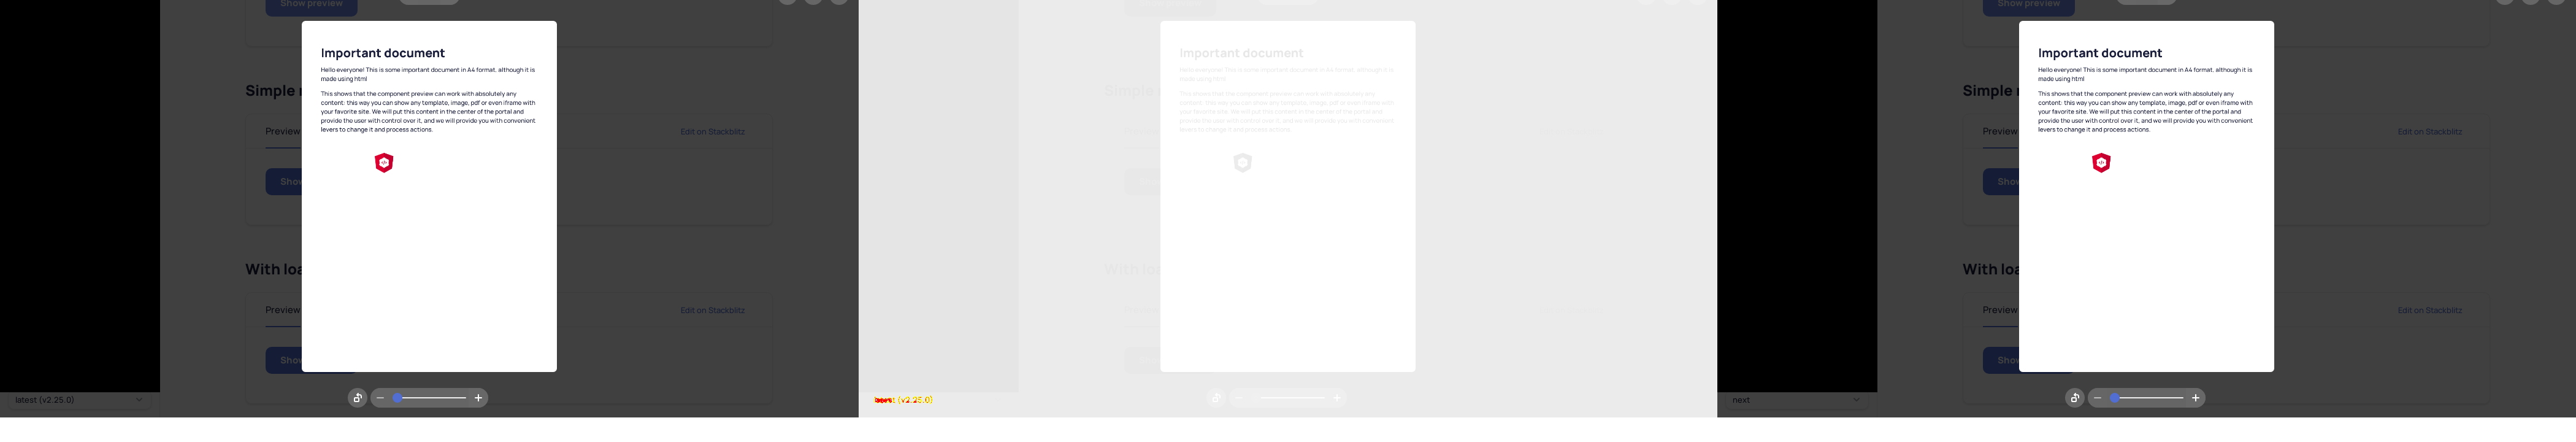 Show preview
Important document
Hello everyone! This is some important document in A4 format, although it is
made using html
This shows that the component preview can work with absolutely any
content: this way you can show any template, image, pdf or even iframe with
your favorite site. We will put this content in the center of the portal and
provide the user with control over it, and we will provide you with convenient
levers to change it and process actions.
Simple
Preview
Edit on Stackblitz
Show
With loa
Preview
Edit on Stackblitz
Show
latest (v2.25.0)
Important document
Hello everyone! This is some important document in A4 format, although it is
made using html
This shows that the component preview can work with absolutely any
content: this way you can show any template, image, pdf or even iframe with
your favorite site. We will put this content in the center of the portal and
provide the user with control over it, and we will provide you with convenient
levers to change it and process actions.
Simple
With loa
(v2.25.0)
Show preview
Important document
Hello everyone! This is some important document in A4 format, although it is
made using html
This shows that the component preview can work with absolutely any
content: this way you can show any template, image, pdf or even iframe with
your favorite site. We will put this content in the center of the portal and
provide the user with control over it, and we will provide you with convenient
levers to change it and process actions.
Simple
Preview
Edit on Stackblitz
Show
With loa
Preview
Edit on Stackblitz
Show
next